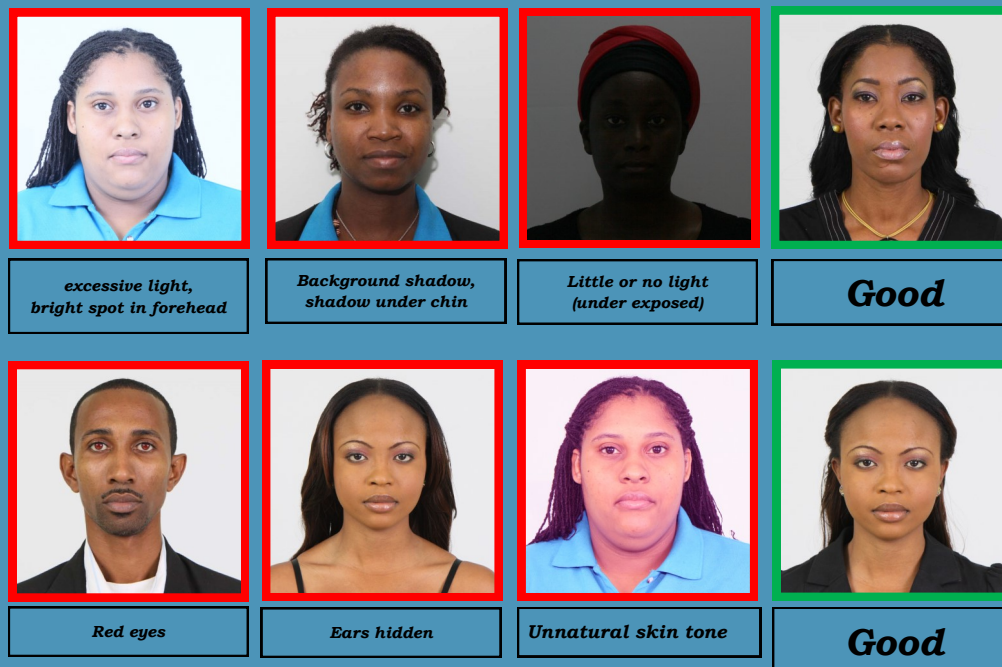 excessive light,
bright spot in forehead
Background shadow,
shadow under chin
Little or no light
(under exposed)
Good
Red eyes
Ears hidden
Unnatural skin tone
Good